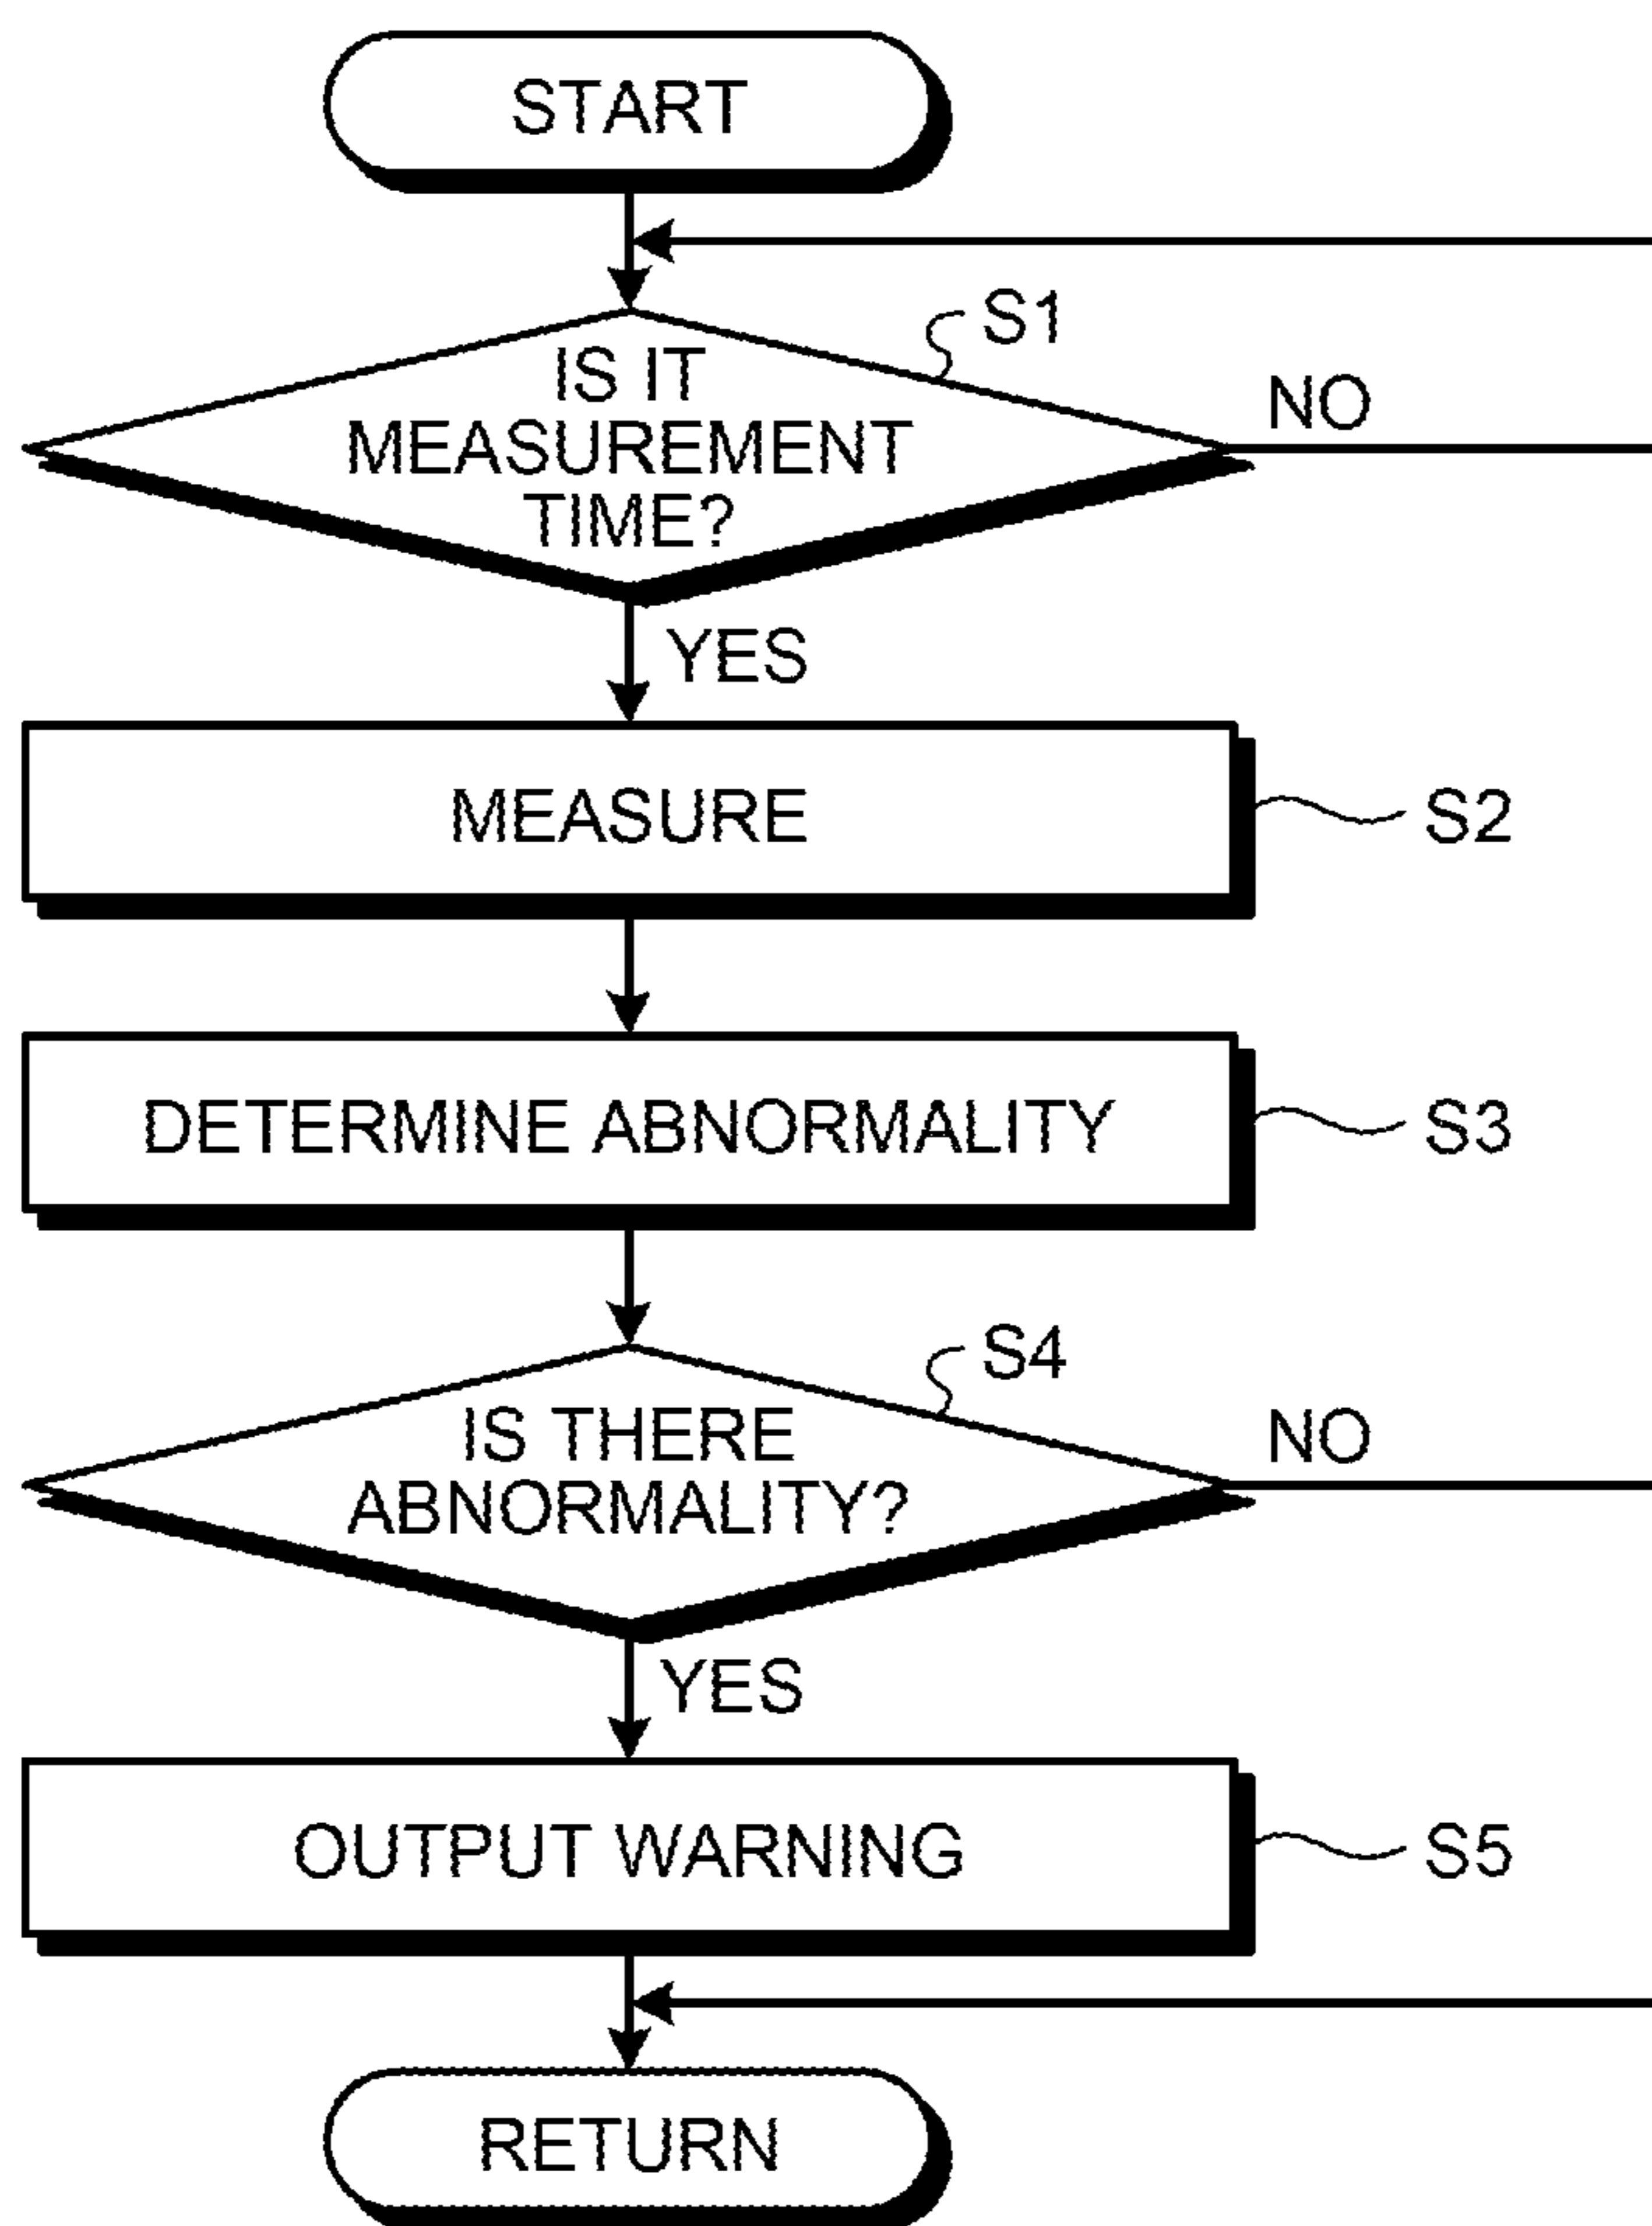 START
S1
IS IT
MEASUREMENT
TIME?
NO
YES
MEASURE
S2
DETERMINE ABNORMALITY
S3
S4
IS THERE
ABNORMALITY?
NO
YES
OUTPUT WARNING
S5
RETURN